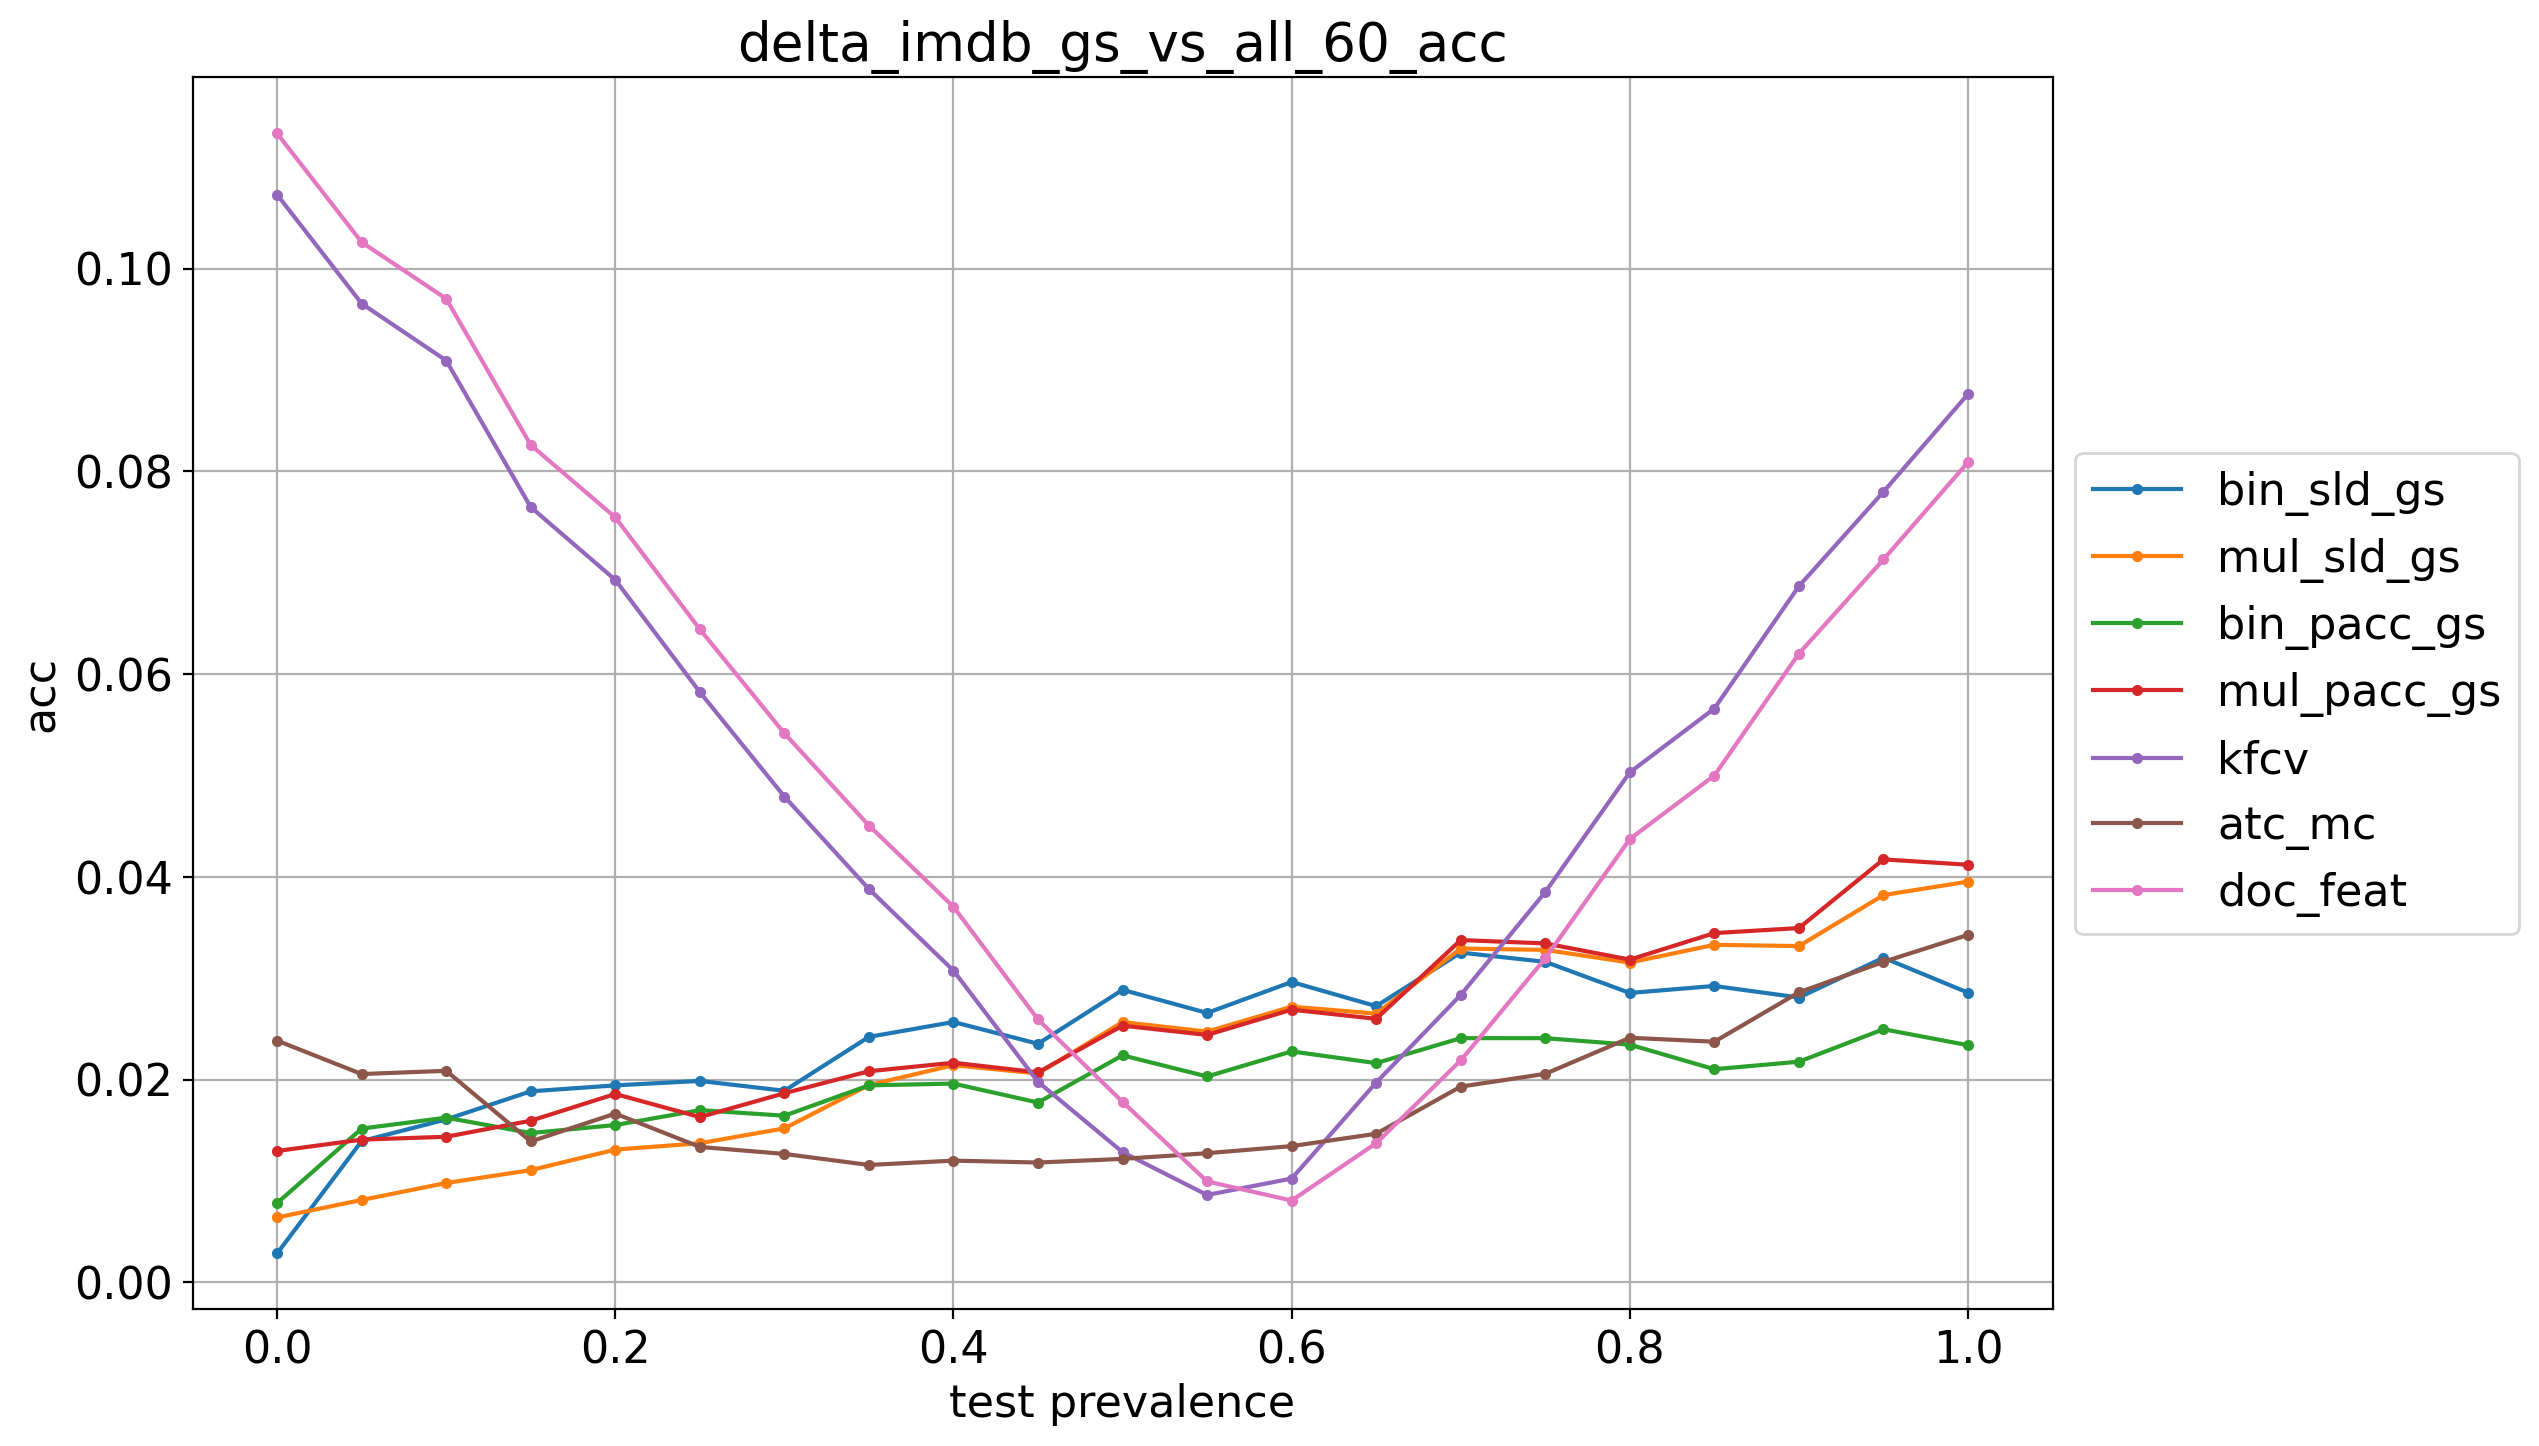 delta_imdb_gs_vs_all_60_acc
acc
0.10
0.08
0.06
0.04
0.02
0.00
0.0 0.2 0.4 0.6 0.8 1.0
test prevalence
bin_sld_gs
mul_sld_gs
bin_pacc_gs
mul_pacc_gs
kfcv
atc_mc
doc_feat